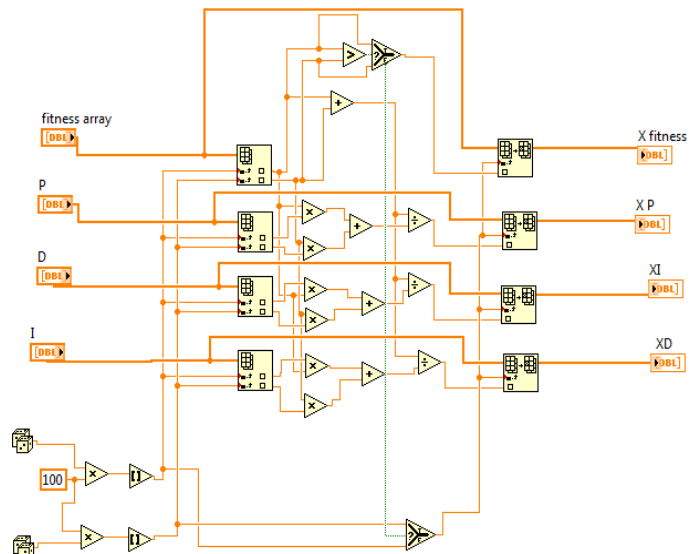 fitness array
X fitness
[DBL]
DBL]
P
X P
[DBL]
DBL]
D
XI
[DBL]
DBL]
I
XD
[DBL]
DBL]
100